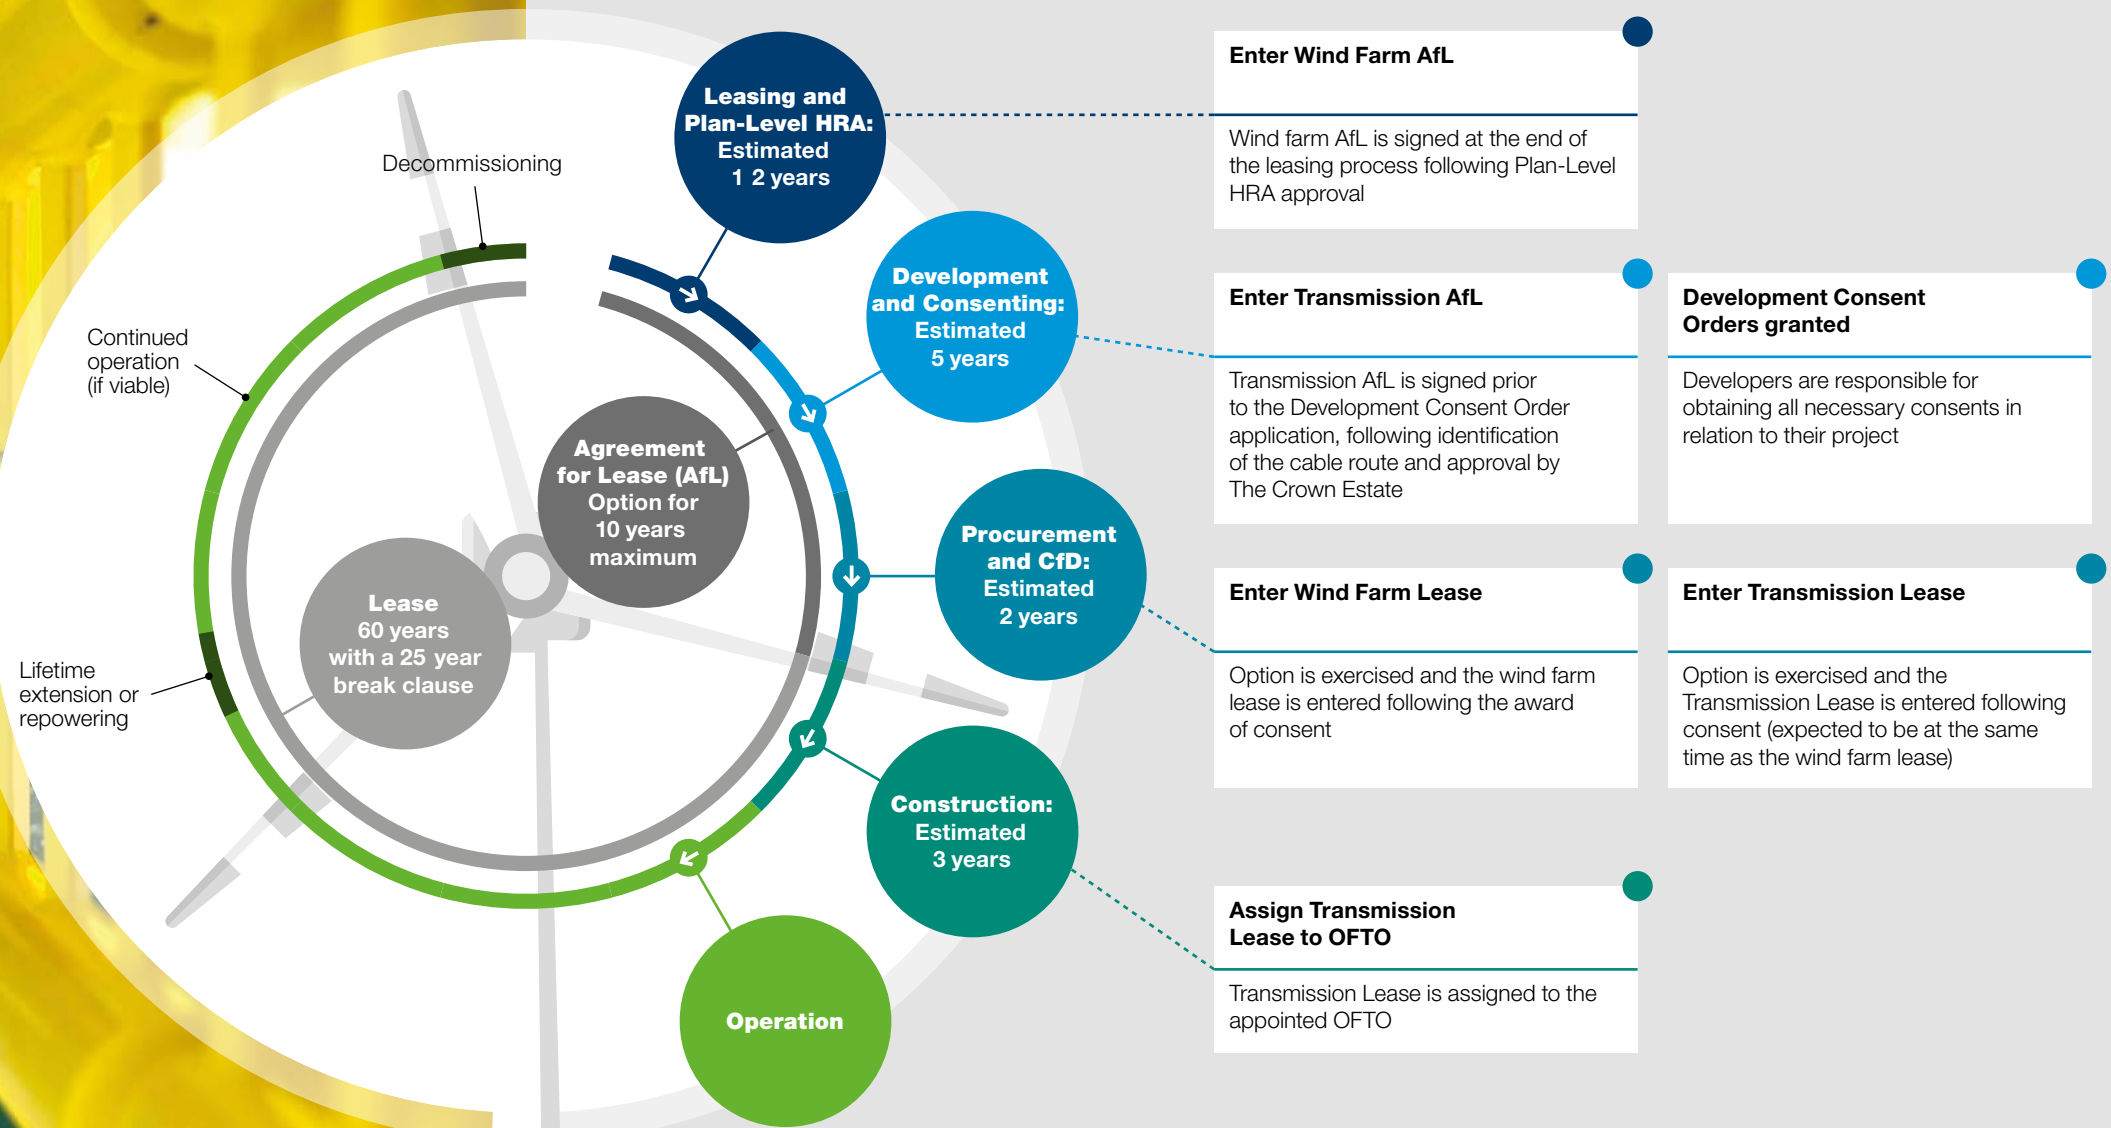 Leasing and
Plan-Level HRA:
Estimated
1 2 years
Enter Wind Farm AfL
Wind farm AfL is signed at the end of
the leasing process following Plan-Level
HRA approval
Decommissioning
Development
and Consenting:
Estimated
5 years
Enter Transmission AfL
Transmission AfL is signed prior
to the Development Consent Order
application, following identification
of the cable route and approval by
The Crown Estate
Development Consent
Orders granted
Developers are responsible for
obtaining all necessary consents in
relation to their project
Continued
operation
(if viable)
Agreement
for Lease (AfL)
Option for
10 years
maximum
Procurement
and CfD:
Estimated
2 years
Enter Wind Farm Lease
Option is exercised and the wind farm
lease is entered following the award
of consent
Enter Transmission Lease
Option is exercised and the
Transmission Lease is entered following
consent (expected to be at the same
time as the wind farm lease)
Lease
60 years
with a 25 year
break clause
Lifetime
extension or
repowering
Construction:
Estimated
3 years
Assign Transmission
Lease to OFTO
Transmission Lease is assigned to the
appointed OFTO
Operation